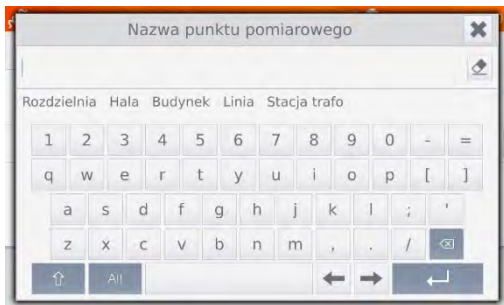 Nazwa punktu pomiarowego
Rozdzielnia Hala Budynek Linia Stacja trafo
1 2 3 4 5 6 7 8 9 0 - =
q w e r t y u i o p [ ]
a s d f g h j k l ; '
z x c v b n m , . /
Alt